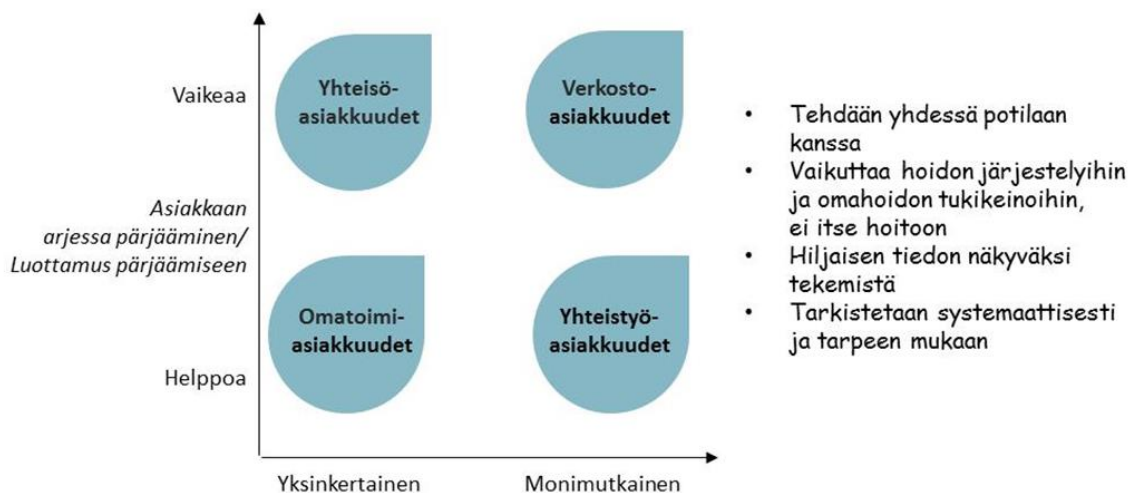 Vaikeaa
Yhteisö-
asiakkuudet
Verkosto-
asiakkuudet
Asiakkaan
arjessa pärjääminen/
Luottamus pärjäämiseen
Omatoimi-
asiakkuudet
Yhteistyö-
asiakkuudet
Helppoa
Yksinkertainen
Monimutkainen
• Tehdään yhdessä potilaan
kanssa
• Vaikuttaa hoidon järjestelyihin
ja omahoidon tukikeinoihin,
ei itse hoitoon
• Hiljaisen tiedon näkyväksi
tekemistä
• Tarkistetaan systemaattisesti
ja tarpeen mukaan